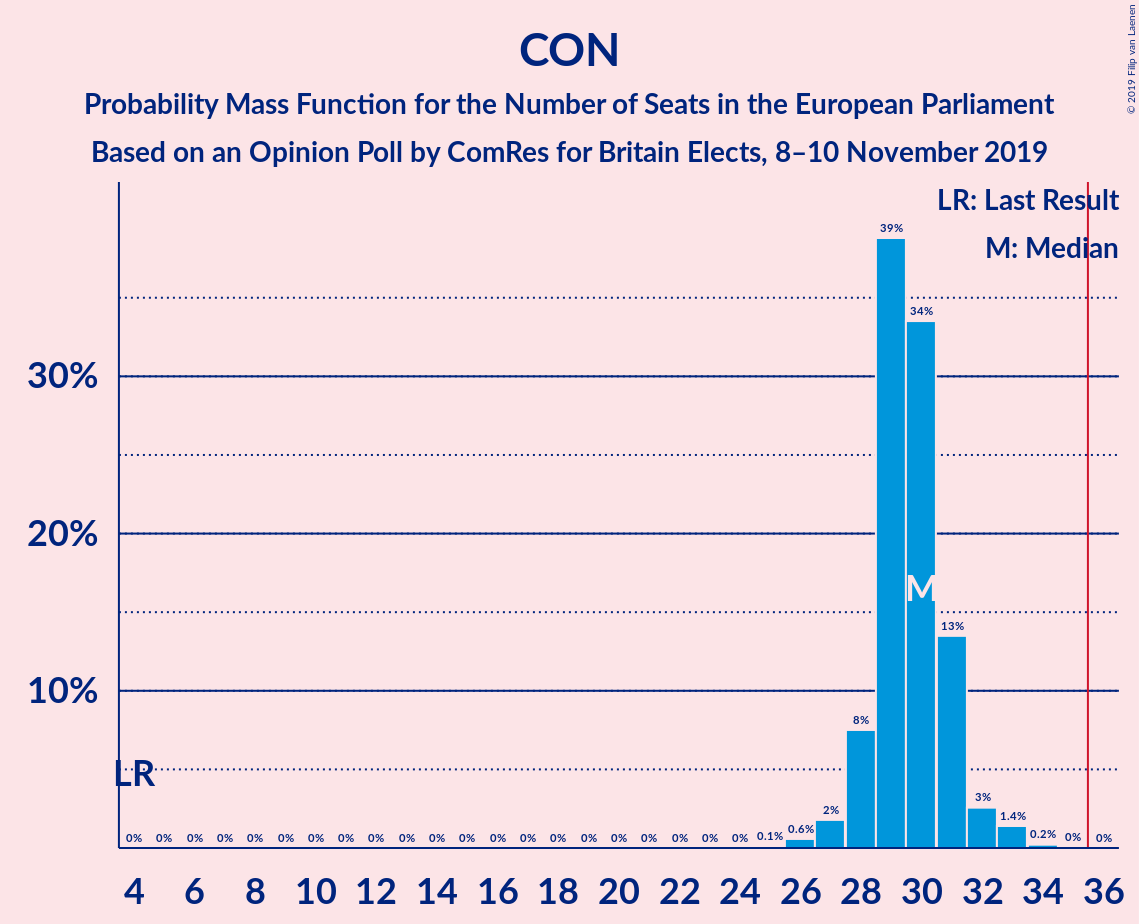 CON
Probability Mass Function for the Number of Seats in the European Parliament
Based on an Opinion Poll by ComRes for Britain Elects, 8–10 November 2019
© 2019 Filip van Laenen
LR: Last Result
M: Median
39%
34%
30%
20%
M
13%
10%
8%
LR
3%
2%
1.4%
0% 0% 0% 0% 0% 0% 0% 0% 0% 0% 0% 0% 0% 0% 0% 0% 0% 0% 0% 0% 0% 0.1% 0.6% 0.2% 0% 0%
4 6 8 10 12 14 16 18 20 22 24 26 28 30 32 34 36